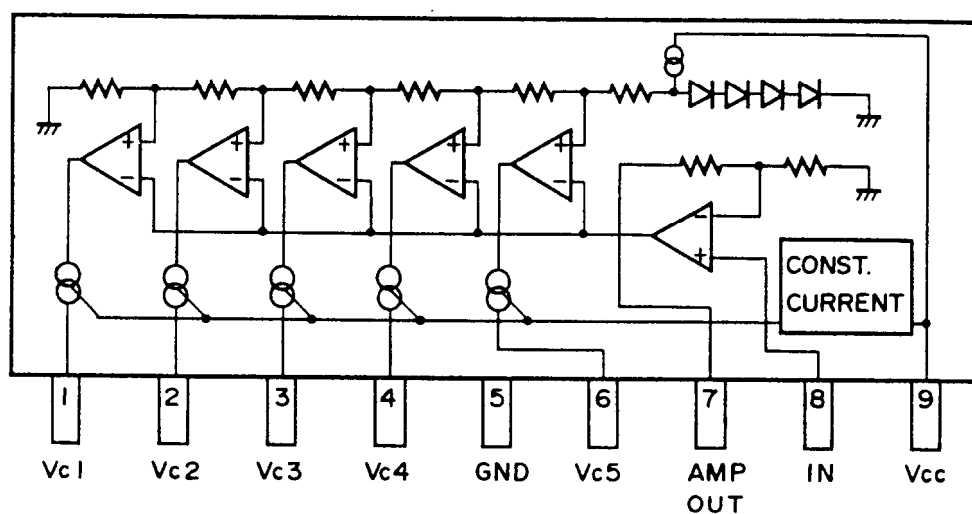 + + + + +
− − − − −
−
+
CONST.
CURRENT
1 2 3 4 5 6 7 8 9
Vc1 Vc2 Vc3 Vc4 GND Vc5 AMP OUT IN Vcc